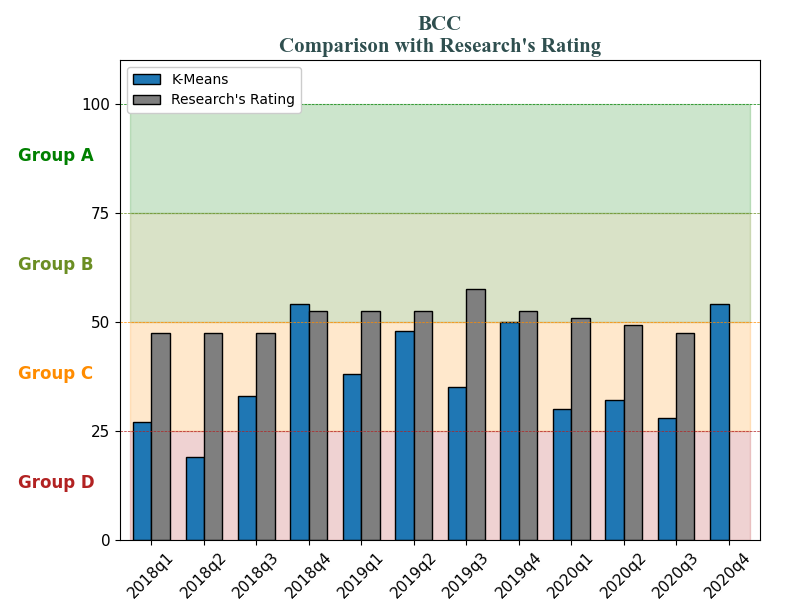 BCC
Comparison with Research's Rating
K-Means
Research's Rating
100
Group A
75
Group B
50
Group C
25
Group D
0
2018q1
2018q2
2018q3
2018q4
2019q1
2019q2
2019q3
2019q4
2020q1
2020q2
2020q3
2020q4